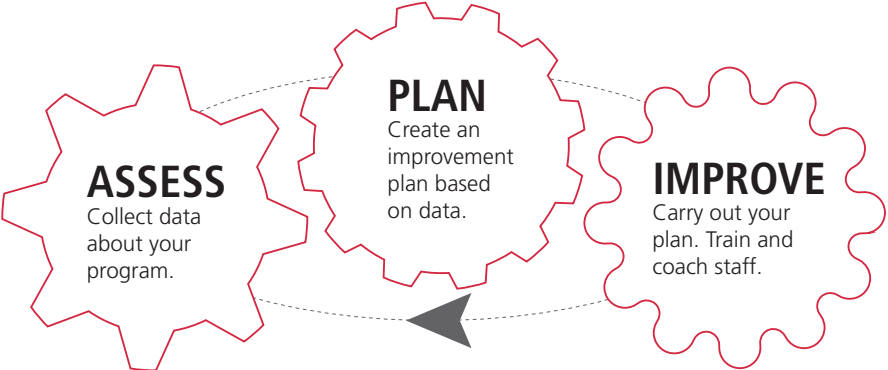 ASSESS
Collect data
about your
program.
PLAN
Create an
improvement
plan based
on data.
IMPROVE
Carry out your
plan. Train and
coach staff.